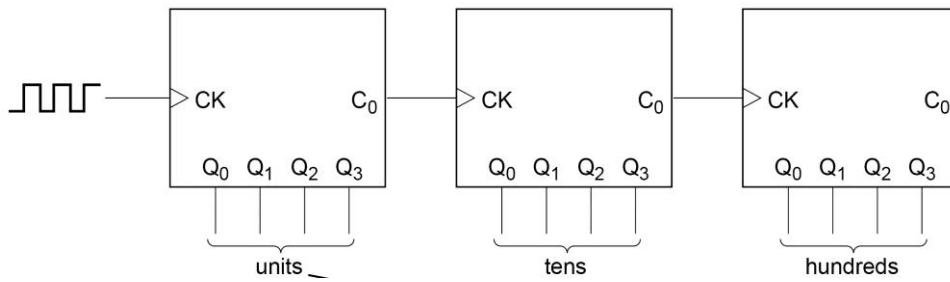 CK C₀ CK C₀ CK C₀
Q₀ Q₁ Q₂ Q₃ Q₀ Q₁ Q₂ Q₃ Q₀ Q₁ Q₂ Q₃
units tens hundreds